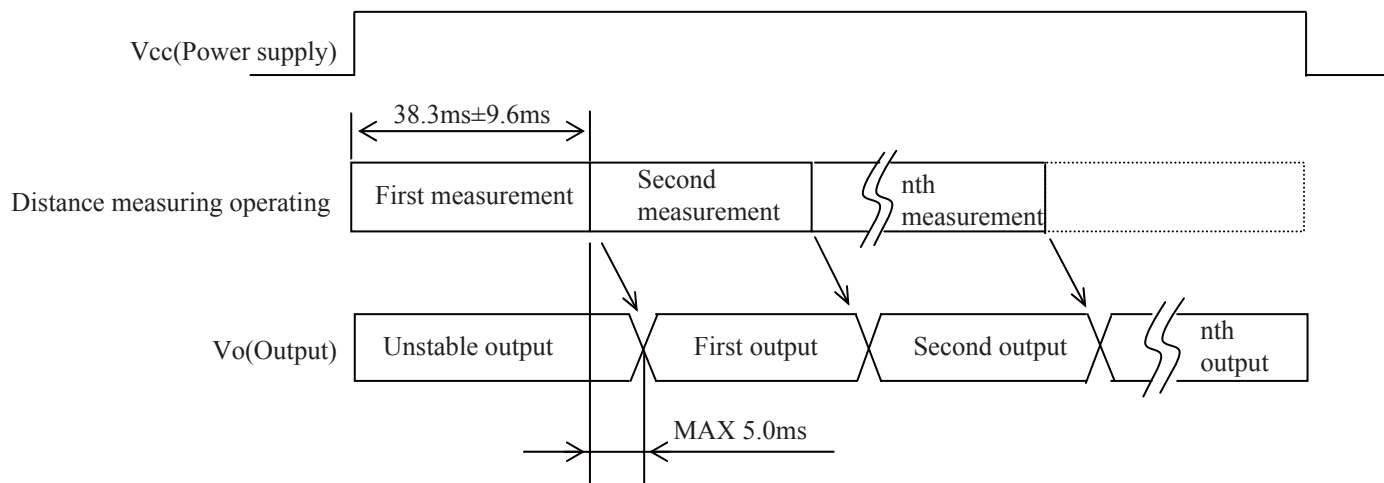 Vcc(Power supply)
38.3ms±9.6ms
Distance measuring operating
First measurement
Second
measurement
nth
measurement
Vo(Output)
Unstable output
First output
Second output
nth
output
MAX 5.0ms